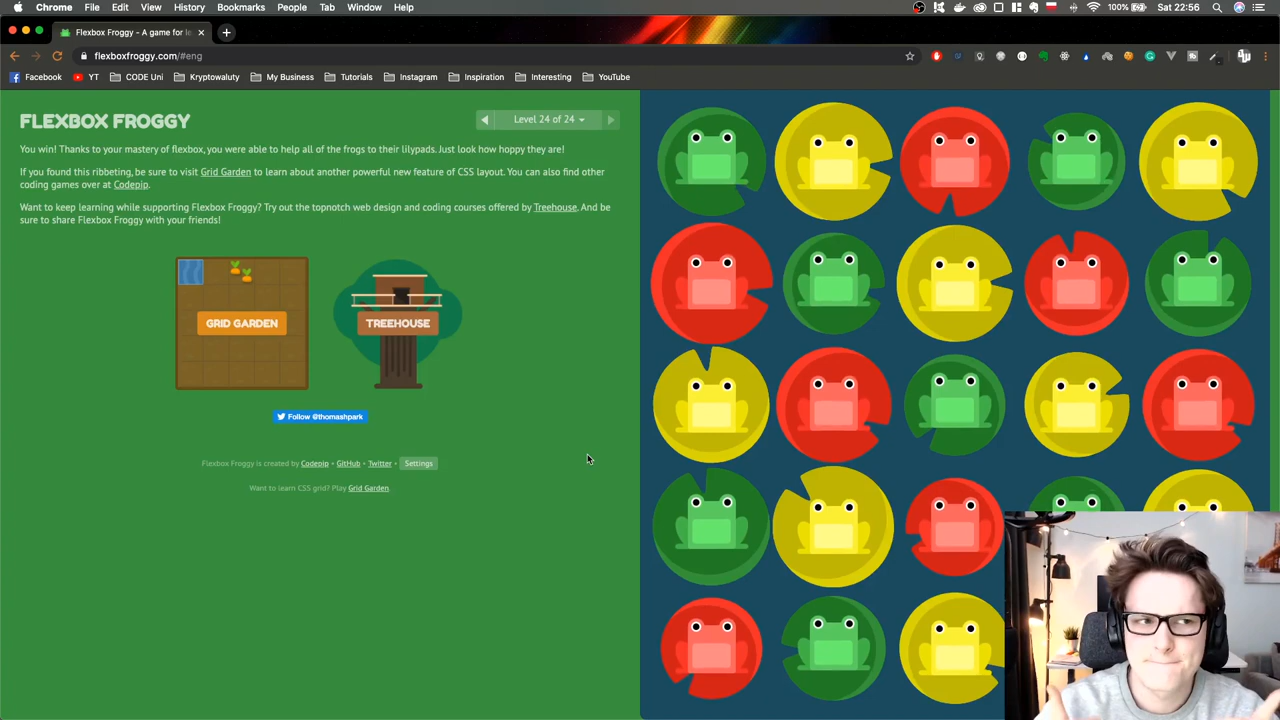 Chrome File Edit View History Bookmarks People Tab Window Help
100%
Sat 22:56
Flexbox Froggy - A game for le
flexboxfroggy.com/#eng
Facebook YT CODE Uni Kryptowaluty My Business Tutorials Instagram Inspiration Interesting YouTube
FLEXBOX FROGGY
Level 24 of 24
You win! Thanks to your mastery of flexbox, you were able to help all of the frogs to their lilypads. Just look how hoppy they are!
If you found this ribbeting, be sure to visit Grid Garden to learn about another powerful new feature of CSS layout. You can also find other
coding games over at Codepip.
Want to keep learning while supporting Flexbox Froggy? Try out the topnotch web design and coding courses offered by Treehouse. And be
sure to share Flexbox Froggy with your friends!
GRID GARDEN
TREEHOUSE
Follow @thomashpark
Flexbox Froggy is created by Codepip • GitHub • Twitter • Settings
Want to learn CSS grid? Play Grid Garden.